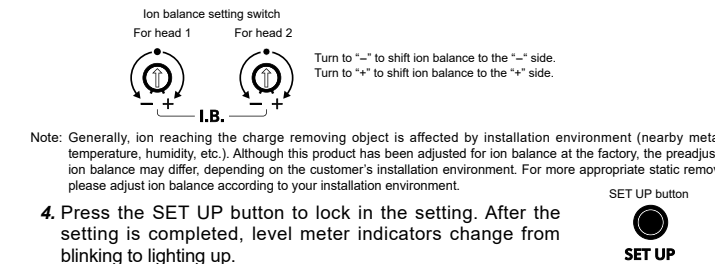 Ion balance setting switch
For head 1 For head 2
Turn to “–” to shift ion balance to the “–“ side.
Turn to “+” to shift ion balance to the “+” side.
– + – +
I.B.
Note: Generally, ion reaching the charge removing object is affected by installation environment (nearby
temperature, humidity, etc.). Although this product has been adjusted for ion balance at the factory, the
ion balance may differ, depending on the customer’s installation environment. For more appropriate static
please adjust ion balance according to your installation environment.
SET UP button
4. Press the SET UP button to lock in the setting. After the
setting is completed, level meter indicators change from
blinking to lighting up.
SET UP